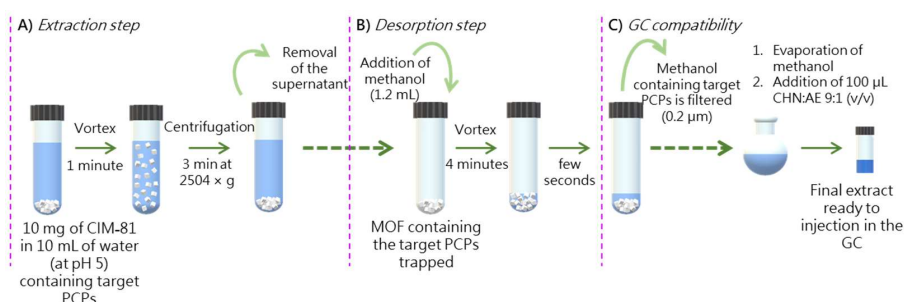 A) Extraction step
Removal
of the
supernatant
Vortex
1 minute
Centrifugation
3 min at
2504 × g
10 mg of CIM-81
in 10 mL of water
(at pH 5)
containing target
PCPs
B) Desorption step
Addition of
methanol
(1.2 mL)
Vortex
4 minutes
few
seconds
MOF containing
the target PCPs
trapped
C) GC compatibility
Methanol
containing target
PCPs is filtered
(0.2 µm)
1. Evaporation of
methanol
2. Addition of 100 µL
CHN:AE 9:1 (v/v)
Final extract
ready to
injection in the
GC